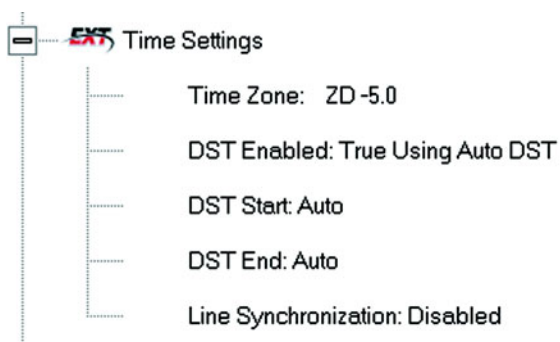 EXT Time Settings
Time Zone: ZD -5.0
DST Enabled: True Using Auto DST
DST Start: Auto
DST End: Auto
Line Synchronization: Disabled